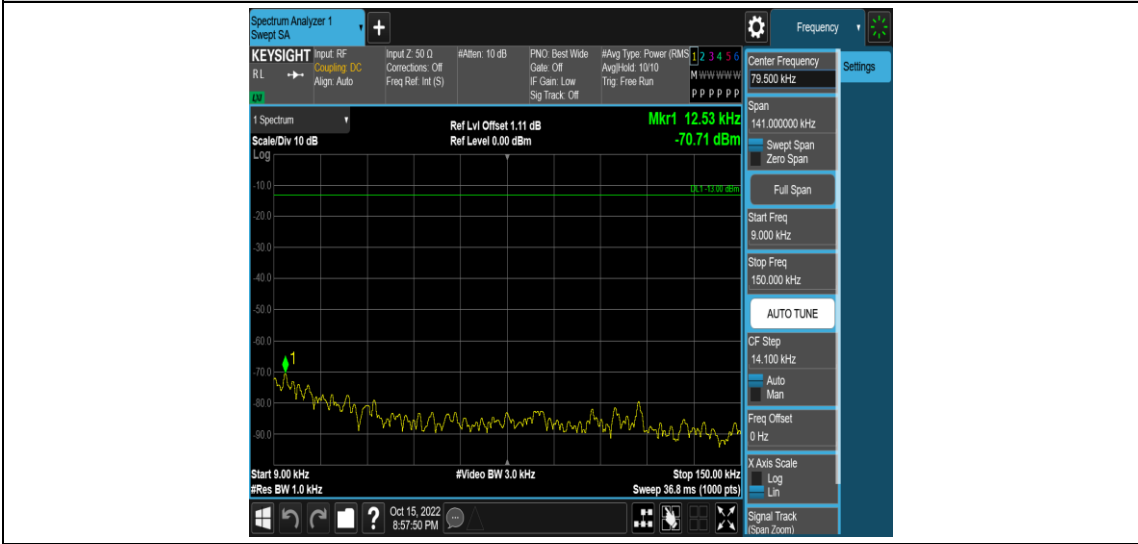 Spectrum Analyzer 1
Swept SA
+
Frequency
KEYSIGHT
RL
Input: RF
Coupling: DC
Align: Auto
Input Z: 50 Ω
Corrections: Off
Freq Ref: Int (S)
#Atten: 10 dB
PNO: Best Wide
Gate: Off
IF Gain: Low
Sig Track: Off
#Avg Type: Power (RMS
Avg|Hold: 10/10
Trig: Free Run
1 2 3 4 5 6
M W W W W W
P P P P P P
1 Spectrum
Scale/Div 10 dB
Log
Ref Lvl Offset 1.11 dB
Ref Level 0.00 dBm
Mkr1 12.53 kHz
-70.71 dBm
DL1 -13.00 dBm
-10.0
-20.0
-30.0
-40.0
-50.0
-60.0
-70.0
-80.0
-90.0
1
Start 9.00 kHz
#Res BW 1.0 kHz
#Video BW 3.0 kHz
Stop 150.00 kHz
Sweep 36.8 ms (1000 pts)
Center Frequency
79.500 kHz
Settings
Span
141.000000 kHz
Swept Span
Zero Span
Full Span
Start Freq
9.000 kHz
Stop Freq
150.000 kHz
AUTO TUNE
CF Step
14.100 kHz
Auto
Man
Freq Offset
0 Hz
X Axis Scale
Log
Lin
Signal Track
(Span Zoom)
?
Oct 15, 2022
8:57:50 PM